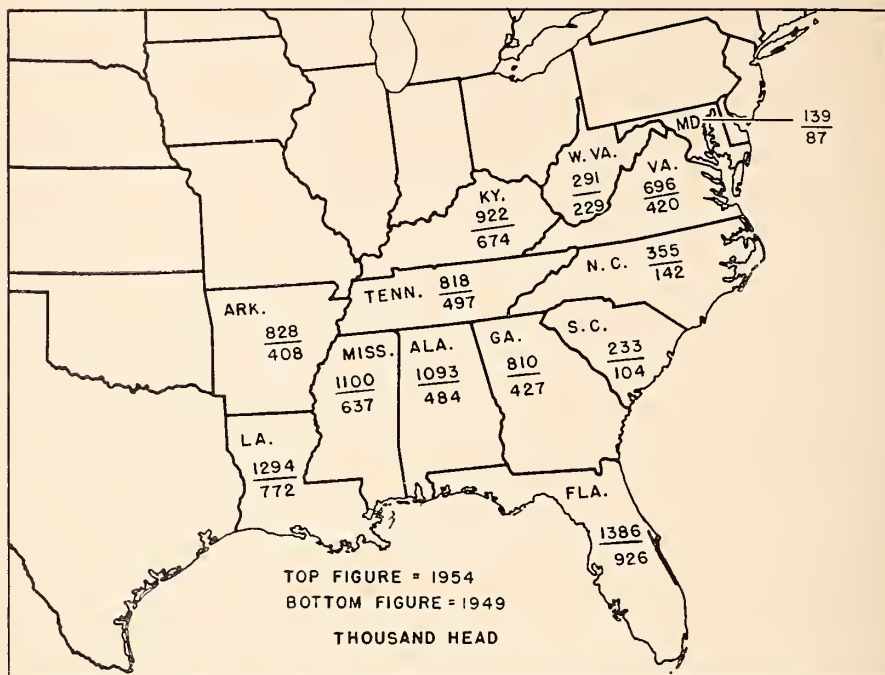 MD
139
87
W. VA.
291
229
VA.
696
420
KY.
922
674
N. C.
355
142
TENN.
818
497
ARK.
828
408
MISS.
1100
637
ALA.
1093
484
GA.
810
427
S. C.
233
104
LA.
1294
772
FLA.
1386
926
TOP FIGURE = 1954
BOTTOM FIGURE = 1949
THOUSAND HEAD